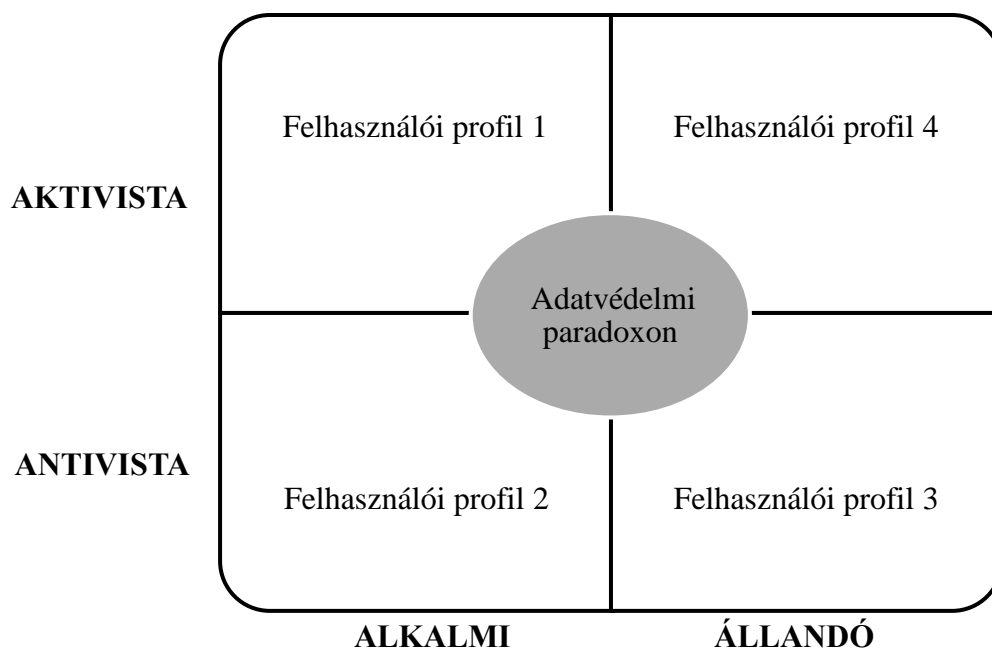 Felhasználói profil 1
Felhasználói profil 4
AKTIVISTA
Adatvédelmi
paradoxon
ANTIVISTA
Felhasználói profil 2
Felhasználói profil 3
ALKALMI
ÁLLANDÓ